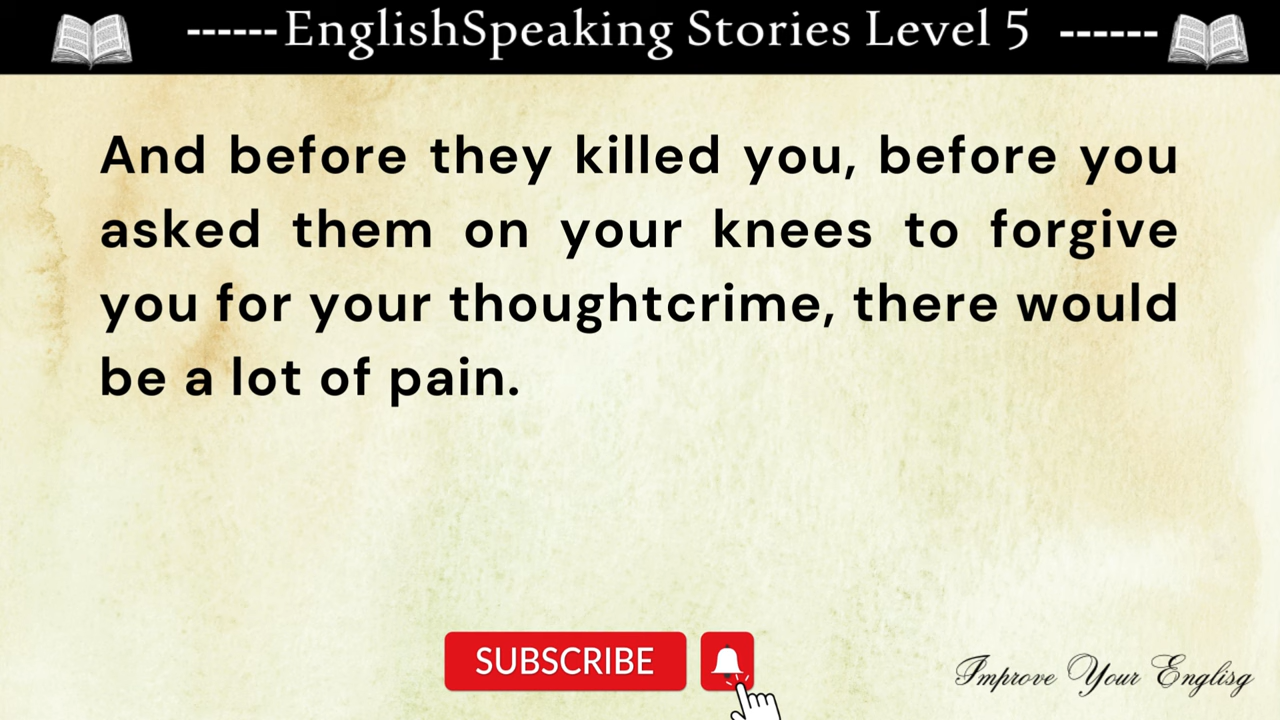 ------EnglishSpeaking Stories Level 5 ------
And before they killed you, before you
asked them on your knees to forgive
you for your thoughtcrime, there would
be a lot of pain.
SUBSCRIBE
Improve Your Englisg